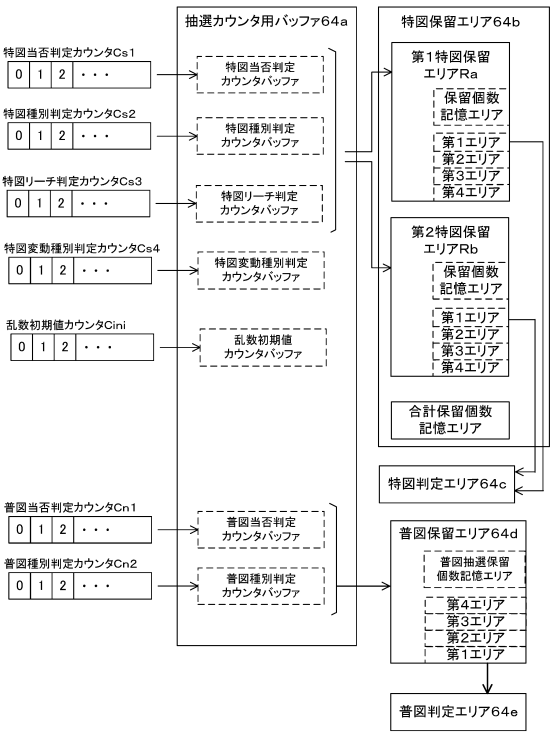 抽選カウンタ用バッファ64a
特図保留エリア64b
特図当否判定カウンタCs1
0 1 2 ・・・
特図当否判定
カウンタバッファ
特図種別判定カウンタCs2
0 1 2 ・・・
特図種別判定
カウンタバッファ
特図リーチ判定カウンタCs3
0 1 2 ・・・
特図リーチ判定
カウンタバッファ
特図変動種別判定カウンタCs4
0 1 2 ・・・
特図変動種別判定
カウンタバッファ
乱数初期値カウンタCini
0 1 2 ・・・
乱数初期値
カウンタバッファ
第1特図保留
エリアRa
保留個数
記憶エリア
第1エリア
第2エリア
第3エリア
第4エリア
第2特図保留
エリアRb
保留個数
記憶エリア
第1エリア
第2エリア
第3エリア
第4エリア
合計保留個数
記憶エリア
特図判定エリア64c
普図当否判定カウンタCn1
0 1 2 ・・・
普図当否判定
カウンタバッファ
普図種別判定カウンタCn2
0 1 2 ・・・
普図種別判定
カウンタバッファ
普図保留エリア64d
普図抽選保留
個数記憶エリア
第4エリア
第3エリア
第2エリア
第1エリア
普図判定エリア64e